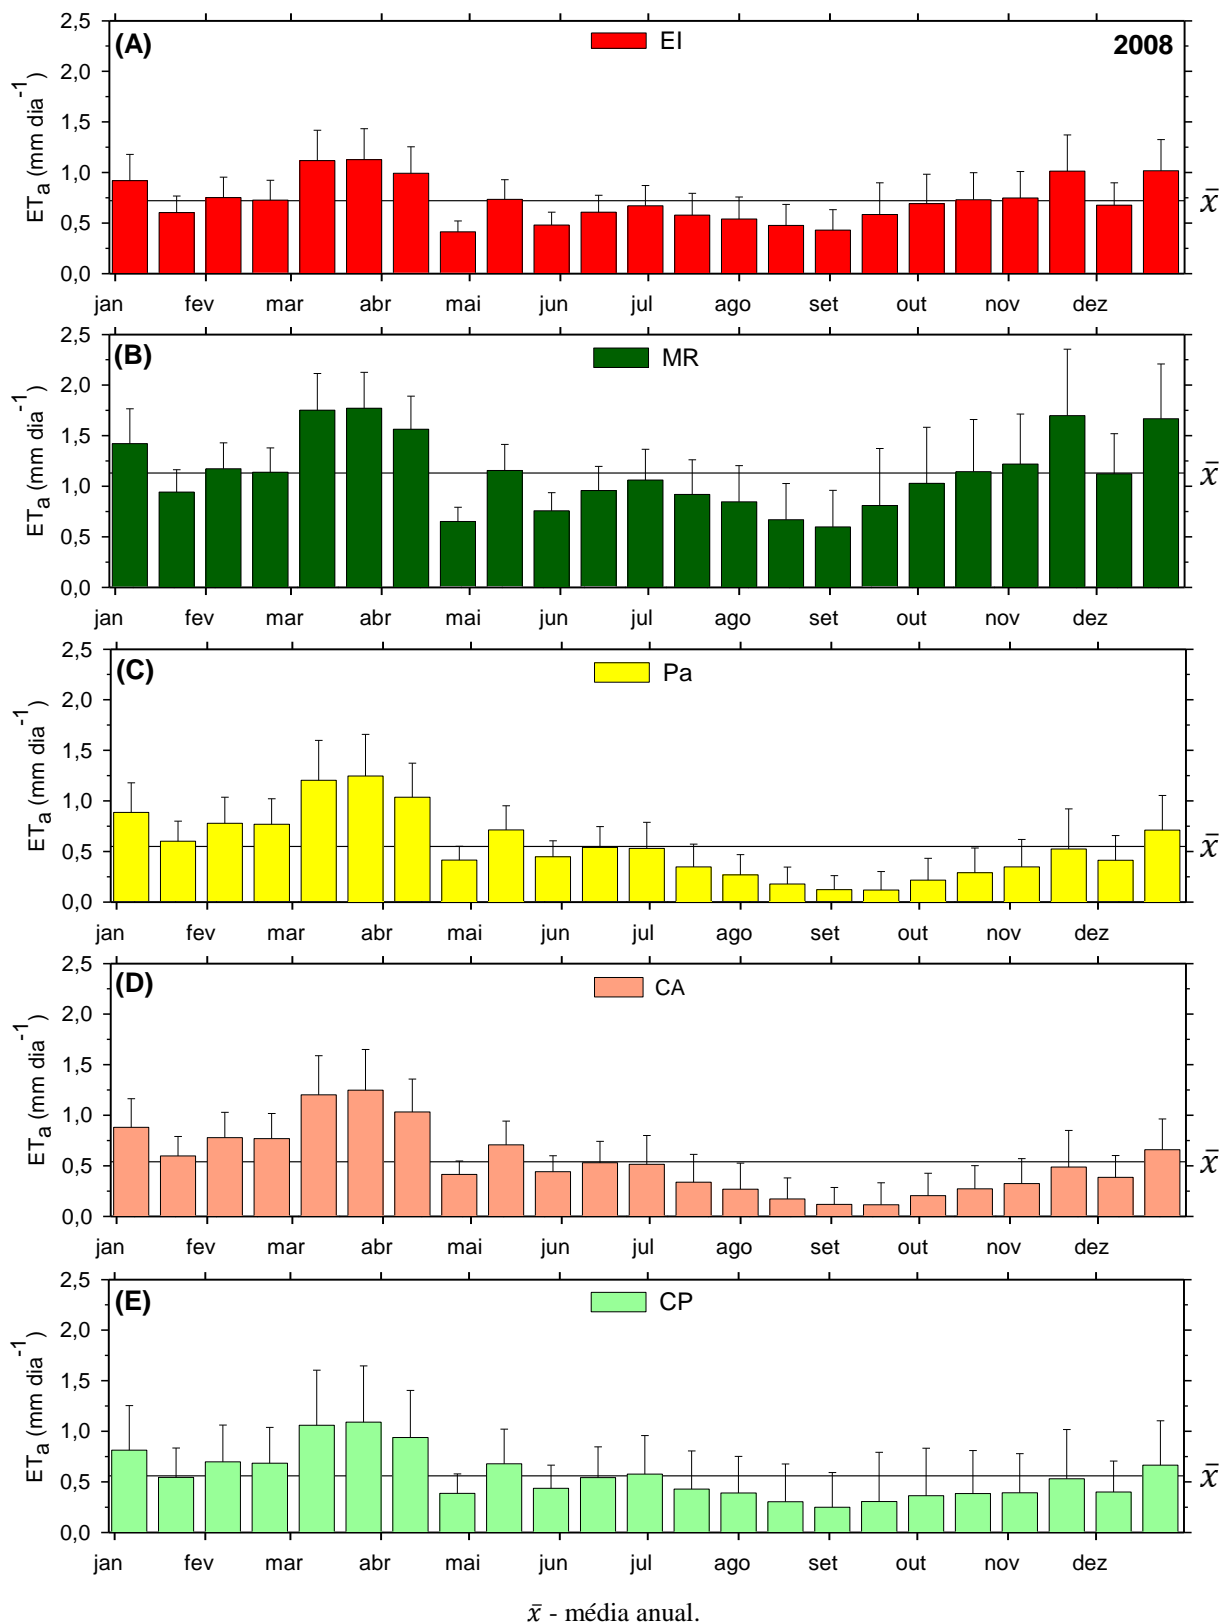 (A) EI 2008
2,5
2,0
1,5
1,0
0,5
0,0
ETa (mm dia-1)
x̄
jan fev mar abr mai jun jul ago set out nov dez
(B) MR
2,5
2,0
1,5
1,0
0,5
0,0
ETa (mm dia-1)
x̄
jan fev mar abr mai jun jul ago set out nov dez
(C) Pa
2,5
2,0
1,5
1,0
0,5
0,0
ETa (mm dia-1)
x̄
jan fev mar abr mai jun jul ago set out nov dez
(D) CA
2,5
2,0
1,5
1,0
0,5
0,0
ETa (mm dia-1)
x̄
jan fev mar abr mai jun jul ago set out nov dez
(E) CP
2,5
2,0
1,5
1,0
0,5
0,0
ETa (mm dia-1)
x̄
jan fev mar abr mai jun jul ago set out nov dez
x̄ - média anual.